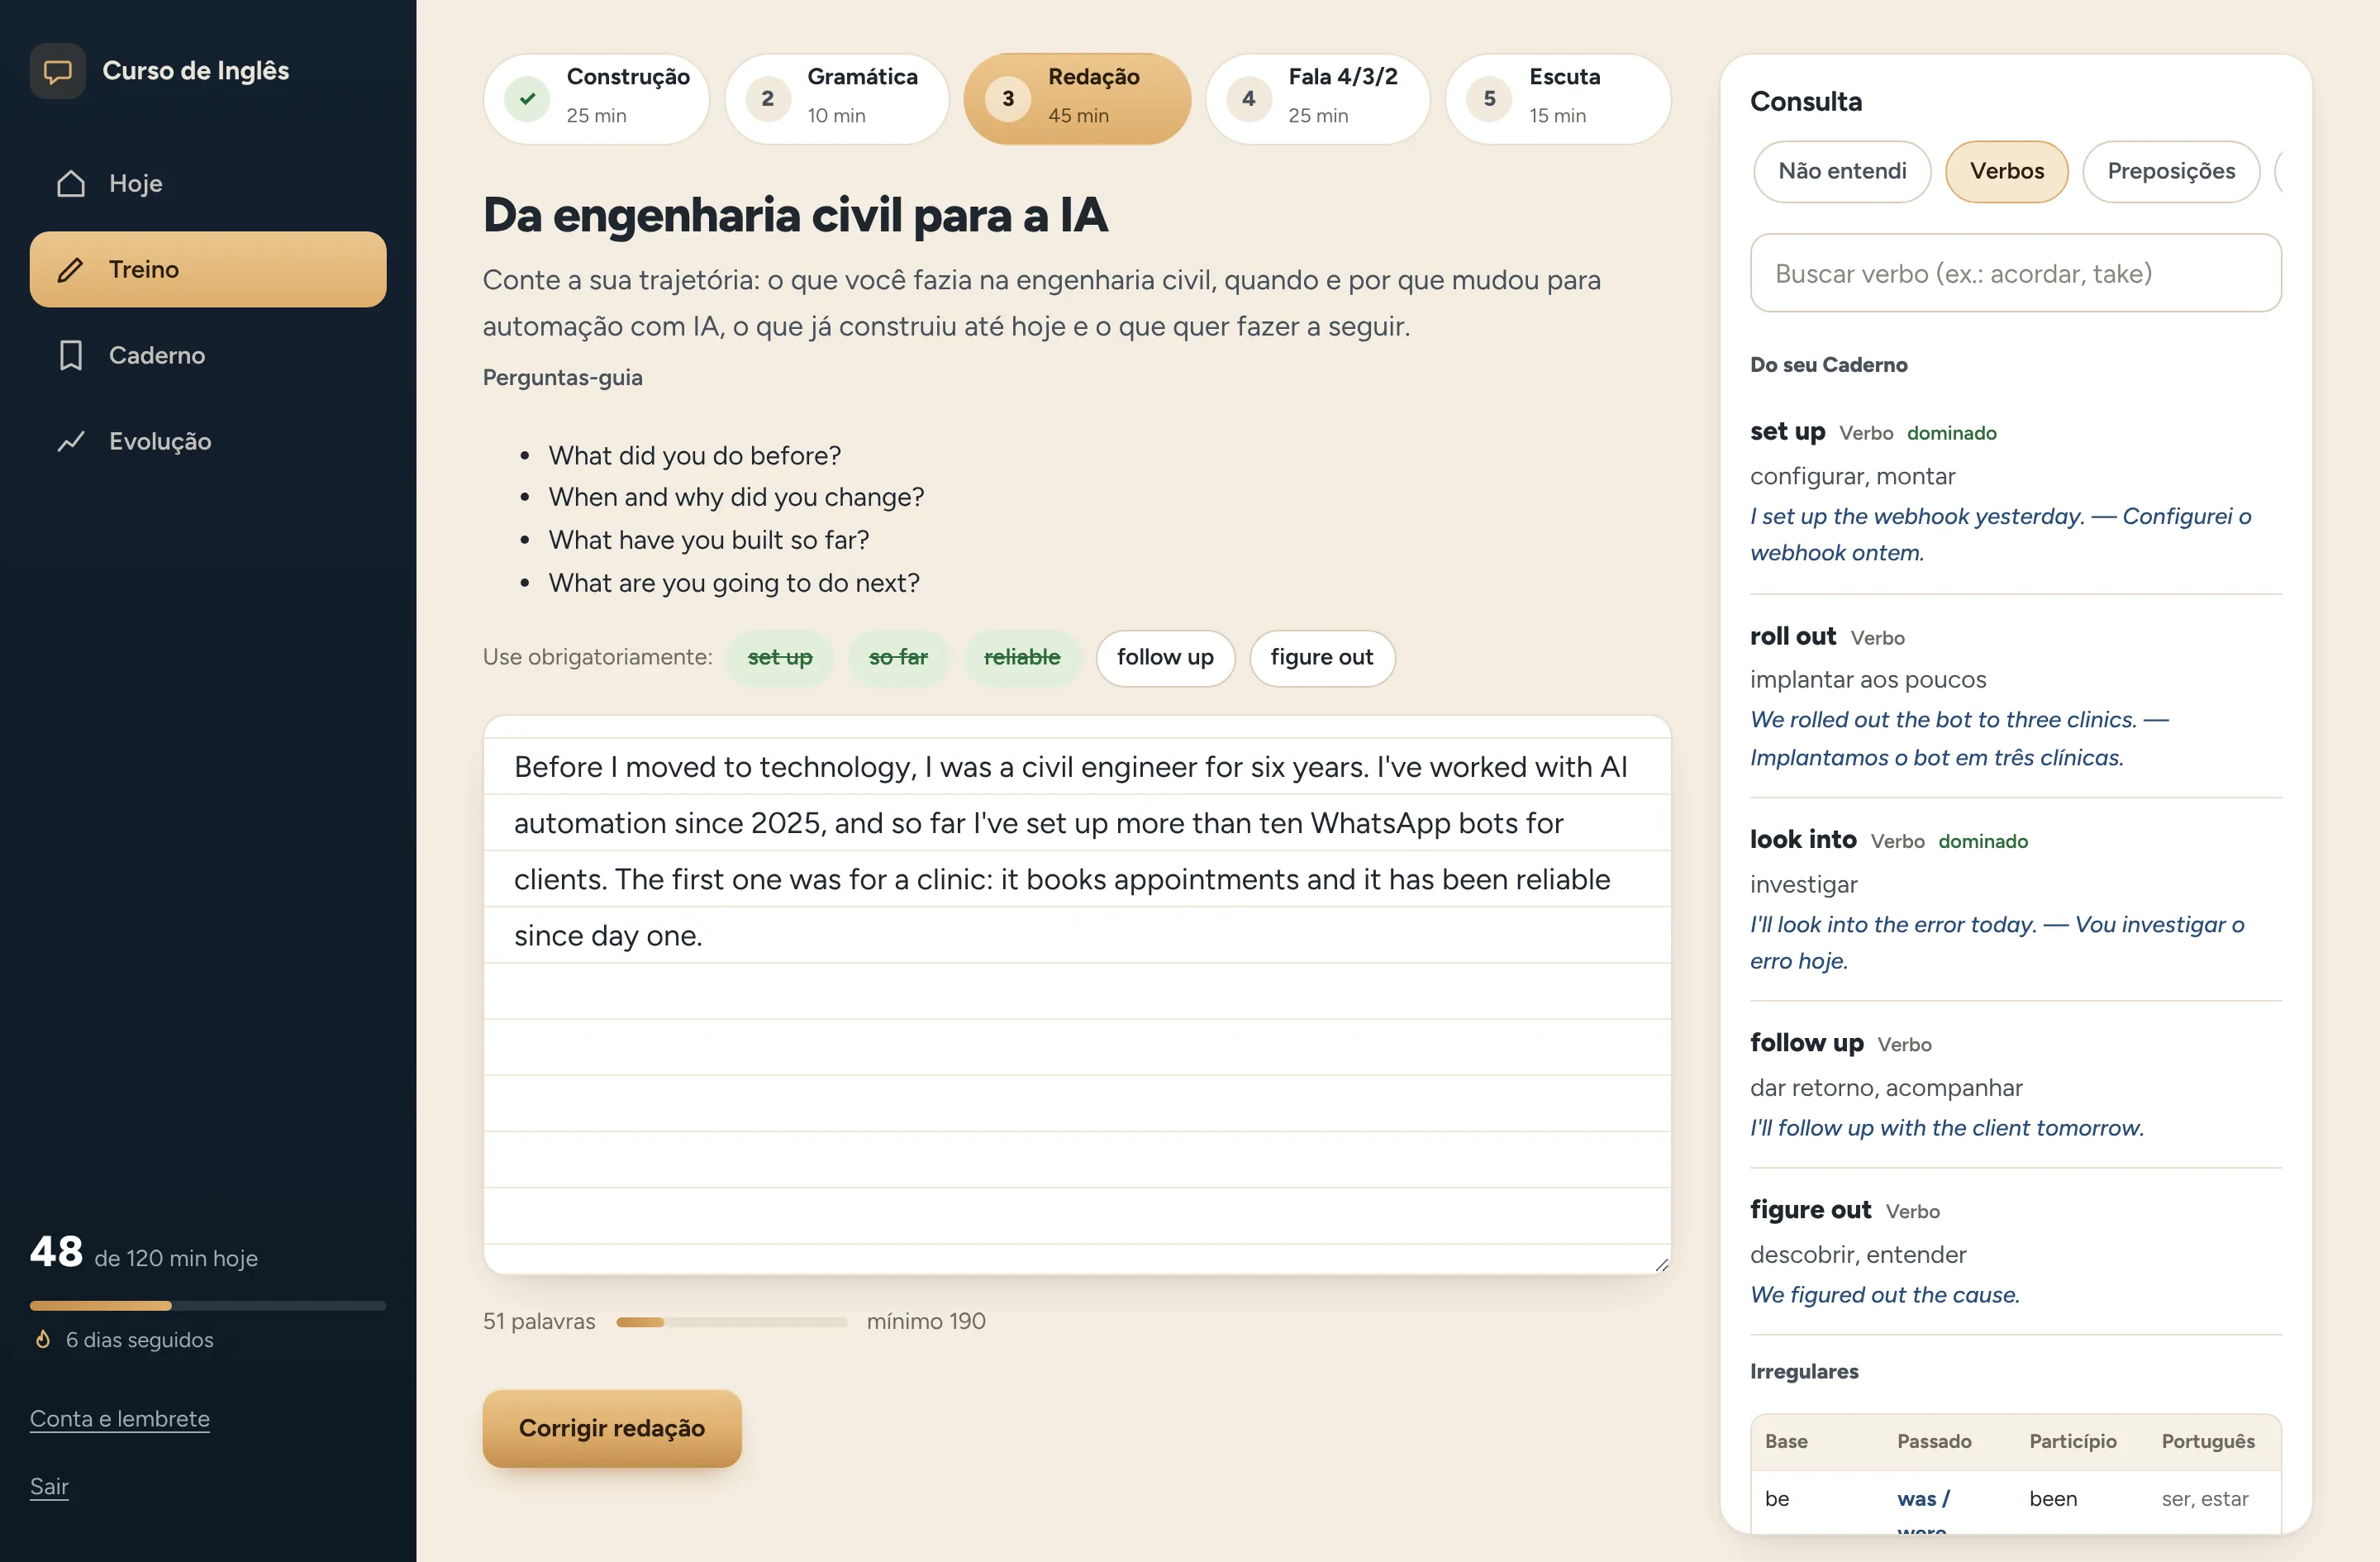 Curso de Inglês
Hoje
Treino
Caderno
Evolução
48 de 120 min hoje
6 dias seguidos
Conta e lembrete
Sair
Construção
25 min
2
Gramática
10 min
3
Redação
45 min
4
Fala 4/3/2
25 min
5
Escuta
15 min
Da engenharia civil para a IA
Conte a sua trajetória: o que você fazia na engenharia civil, quando e por que mudou para
automação com IA, o que já construiu até hoje e o que quer fazer a seguir.
Perguntas-guia
What did you do before?
When and why did you change?
What have you built so far?
What are you going to do next?
Use obrigatoriamente: set up so far reliable follow up figure out
Before I moved to technology, I was a civil engineer for six years. I've worked with AI
automation since 2025, and so far I've set up more than ten WhatsApp bots for
clients. The first one was for a clinic: it books appointments and it has been reliable
since day one.
51 palavras mínimo 190
Corrigir redação
Consulta
Não entendi Verbos Preposições
Buscar verbo (ex.: acordar, take)
Do seu Caderno
set up Verbo dominado
configurar, montar
I set up the webhook yesterday. — Configurei o
webhook ontem.
roll out Verbo
implantar aos poucos
We rolled out the bot to three clinics. —
Implantamos o bot em três clínicas.
look into Verbo dominado
investigar
I'll look into the error today. — Vou investigar o
erro hoje.
follow up Verbo
dar retorno, acompanhar
I'll follow up with the client tomorrow.
figure out Verbo
descobrir, entender
We figured out the cause.
Irregulares
Base Passado Particípio Português
be was / been ser, estar
were